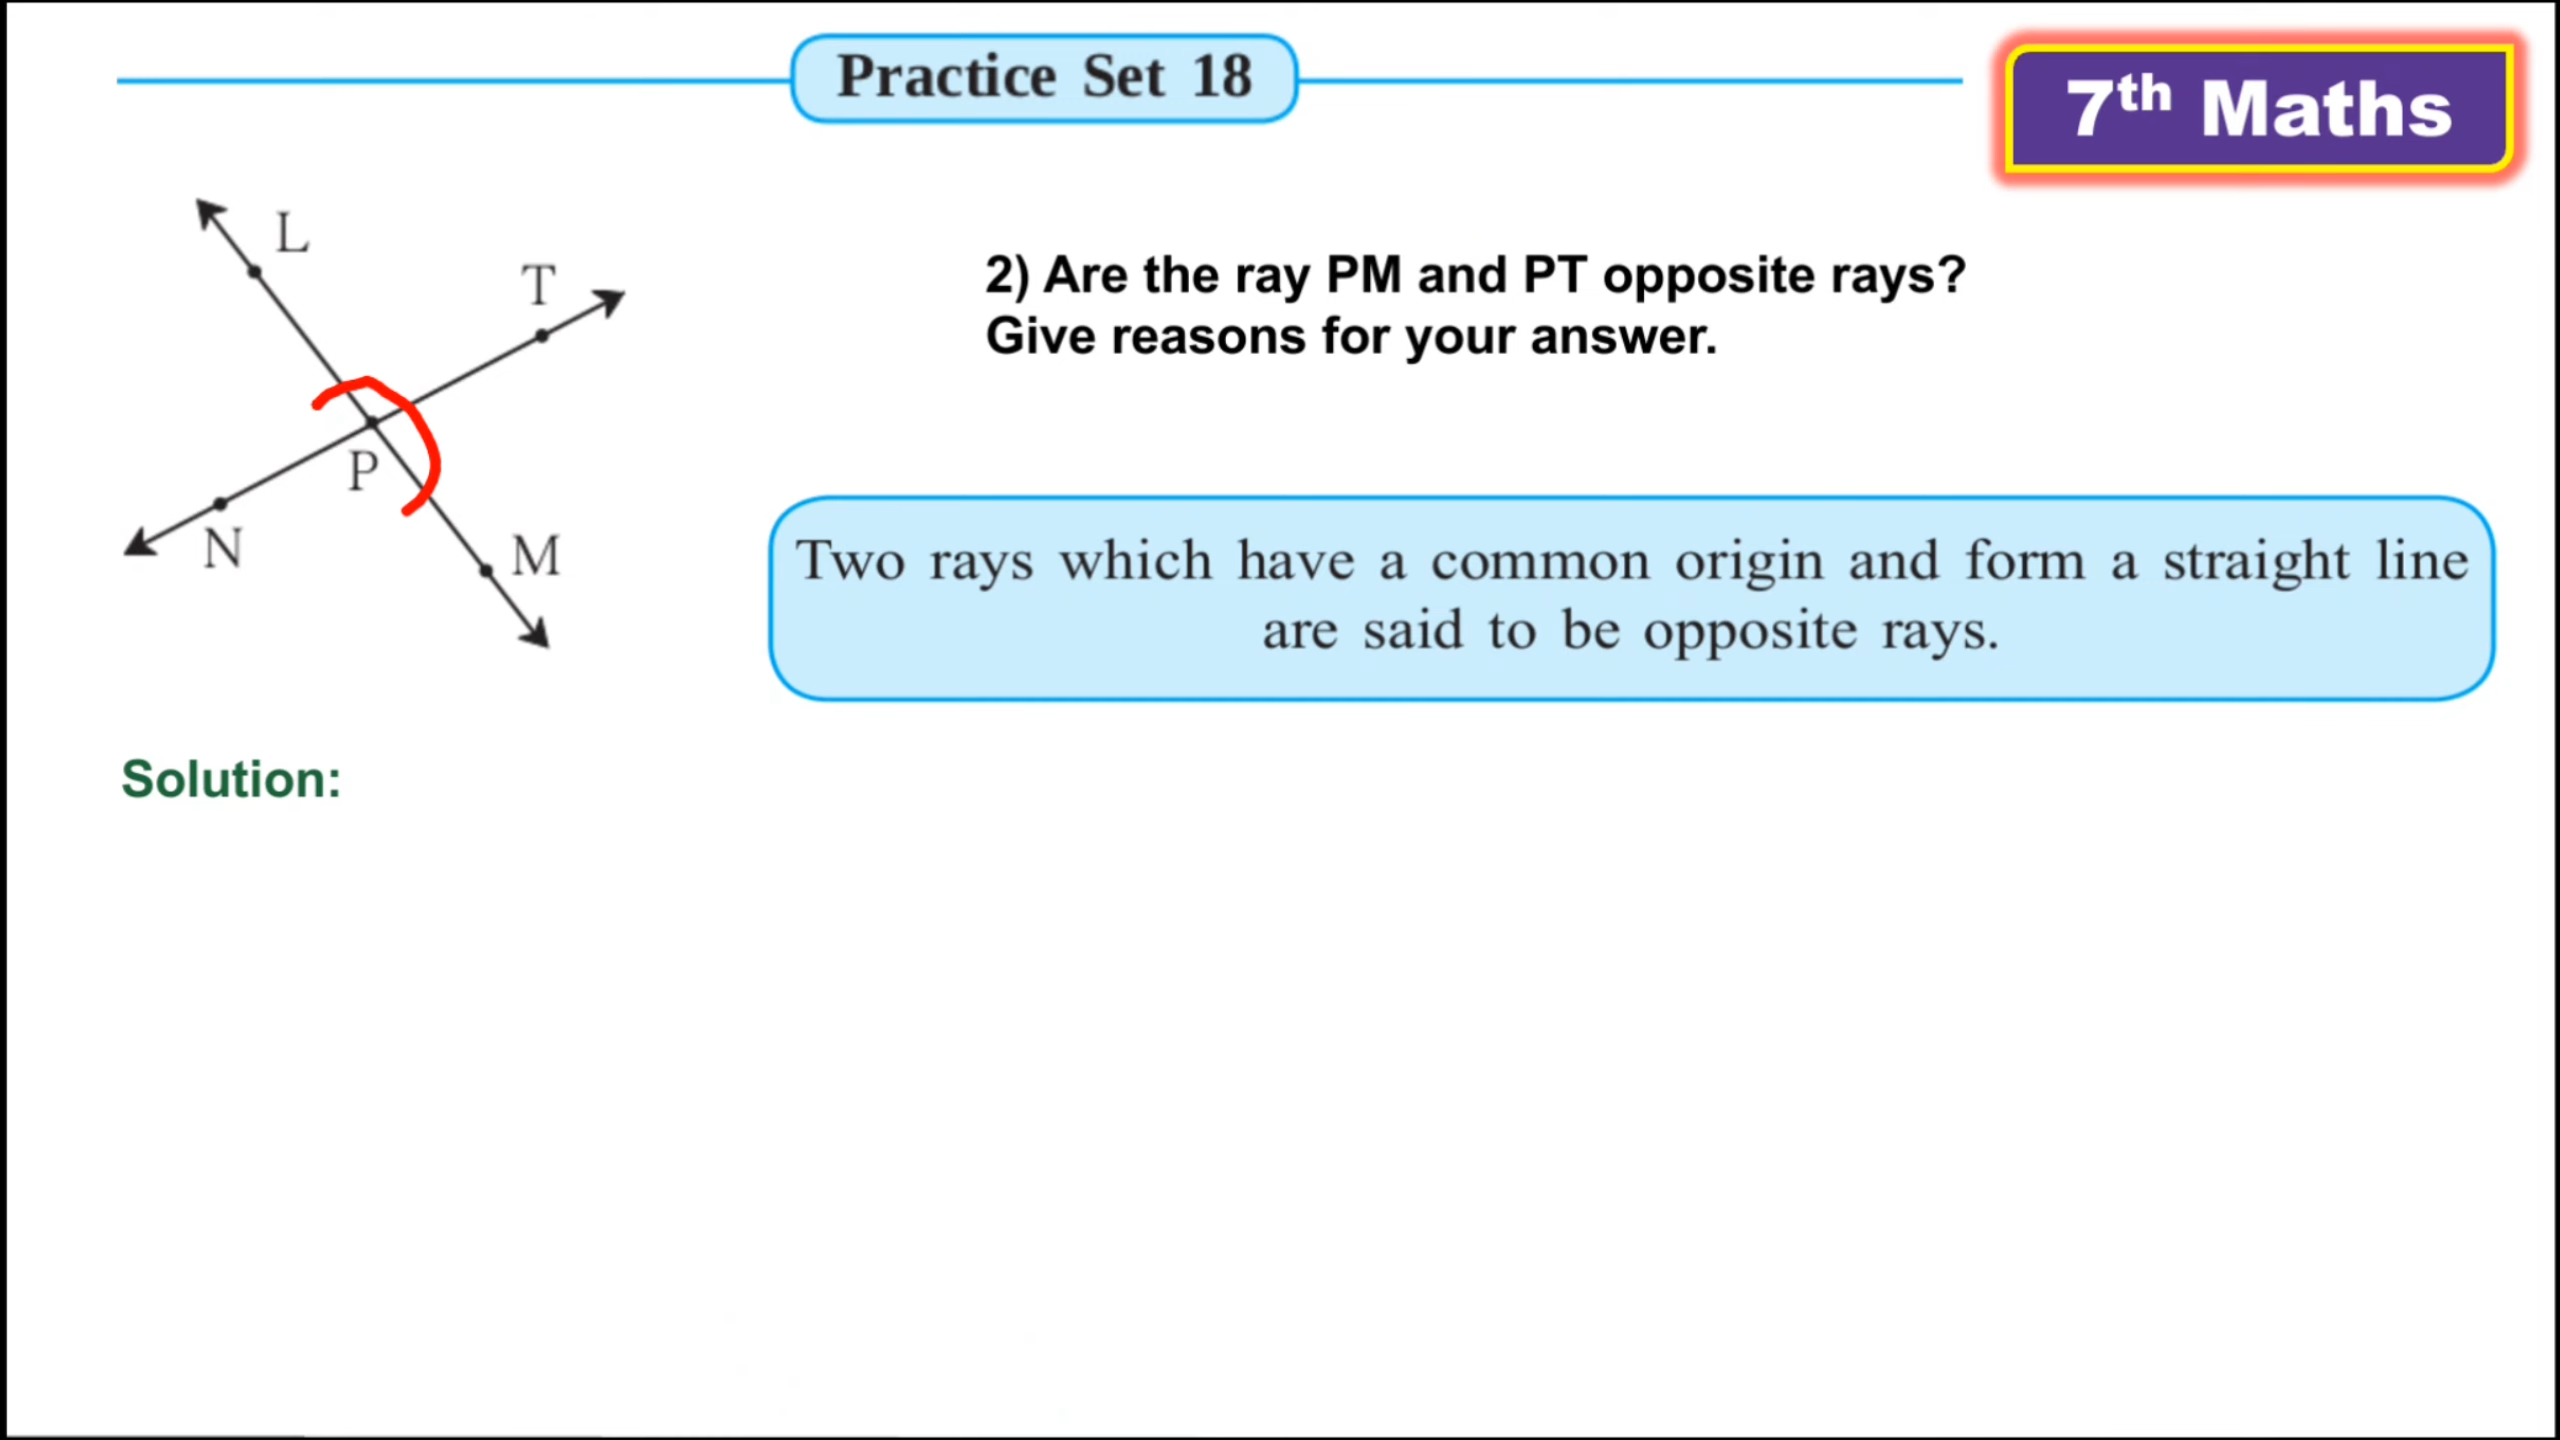 Practice Set 18
7th Maths
L
T
P
N
M
2) Are the ray PM and PT opposite rays?
Give reasons for your answer.
Two rays which have a common origin and form a straight line
are said to be opposite rays.
Solution: